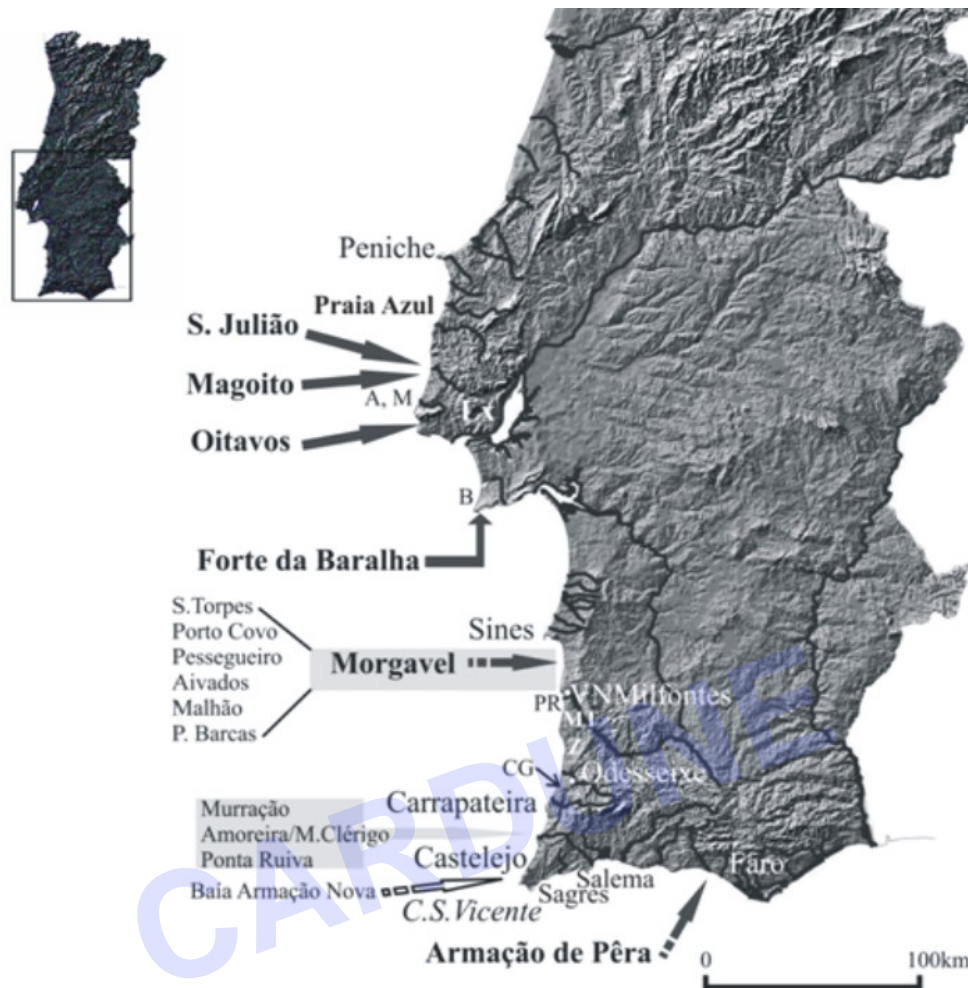 Peniche
Praia Azul
S. Julião
Magoito
A, M
LX
Oitavos
B
Forte da Baralha
S.Torpes
Porto Covo
Pessegueiro
Aivados
Malhão
P. Barcas
Sines
Morgavel
PR
VNMilfontes
CG
Odesseixe
Murração
Amoreira/M.Clérigo
Ponta Ruiva
Carrapateira
Castelejo
Baía Armação Nova
Sagres
Salema
Faro
C.S.Vicente
Armação de Pêra
0 100km
CARDUNE